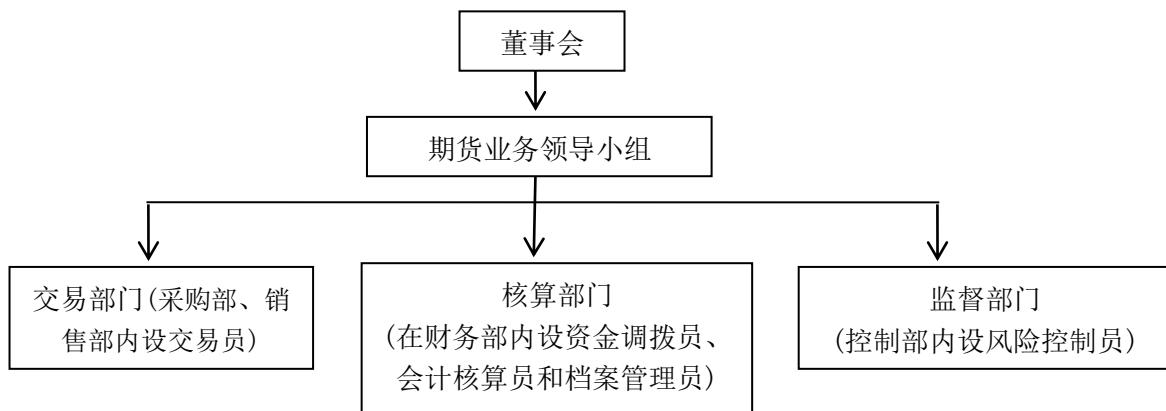 董事会
期货业务领导小组
交易部门(采购部、销
售部内设交易员)
核算部门
(在财务部内设资金调拨员、
会计核算员和档案管理员)
监督部门
(控制部内设风险控制员)